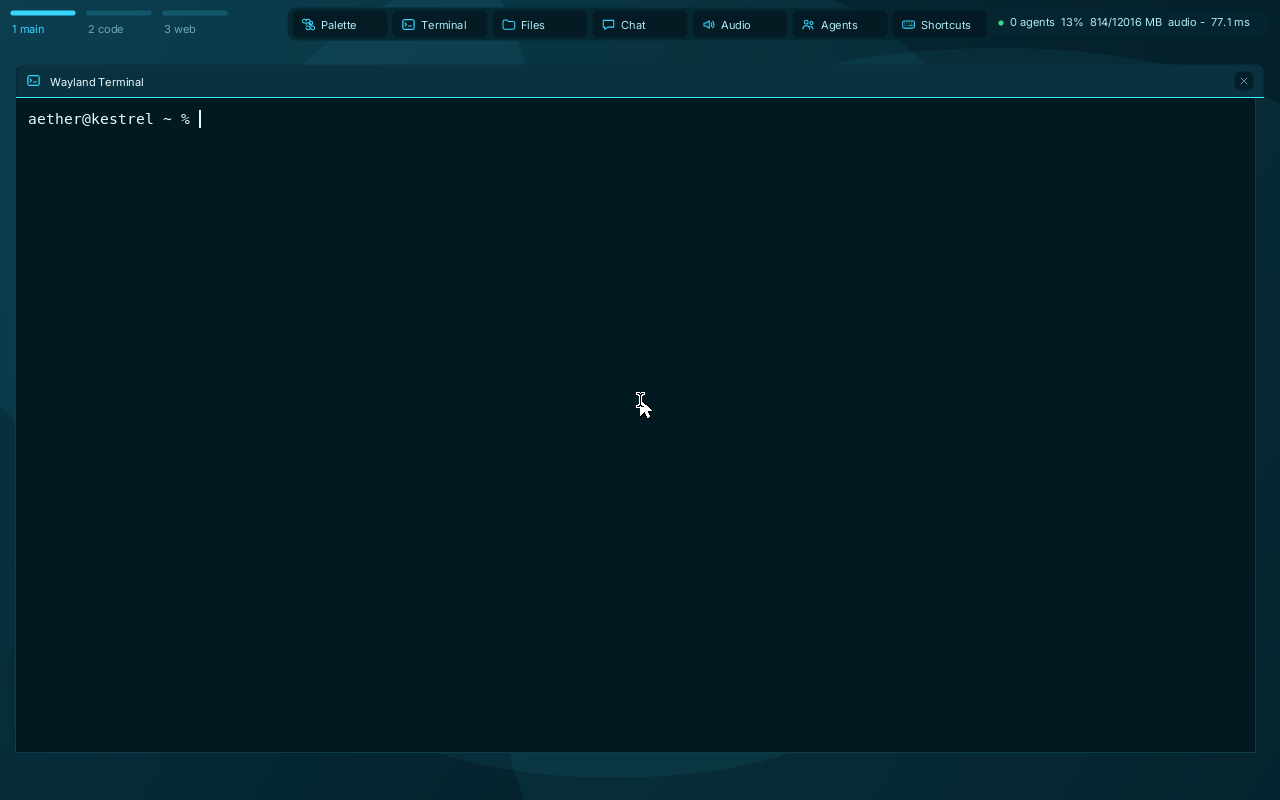 1 main
2 code
3 web
Palette
Terminal
Files
Chat
Audio
Agents
Shortcuts
0 agents 13% 814/12016 MB audio - 77.1 ms
Wayland Terminal
aether@kestrel ~ %